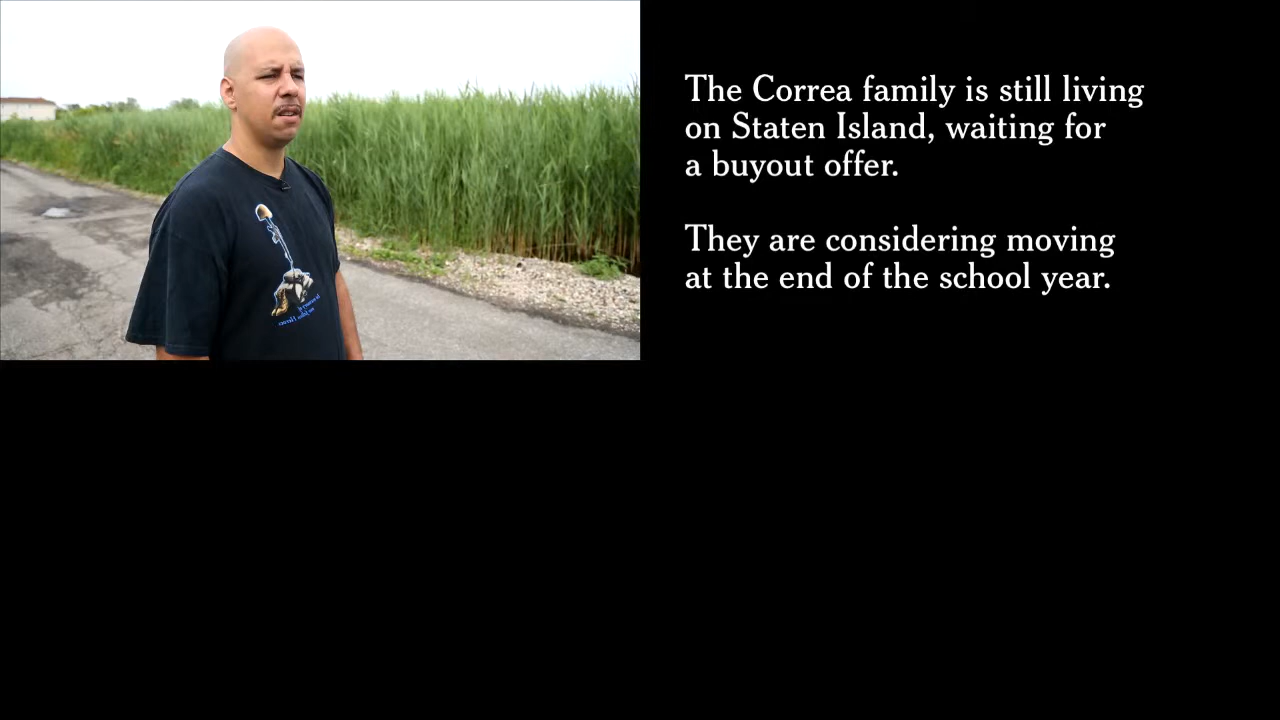 The Correa family is still living
on Staten Island, waiting for
a buyout offer.
They are considering moving
at the end of the school year.